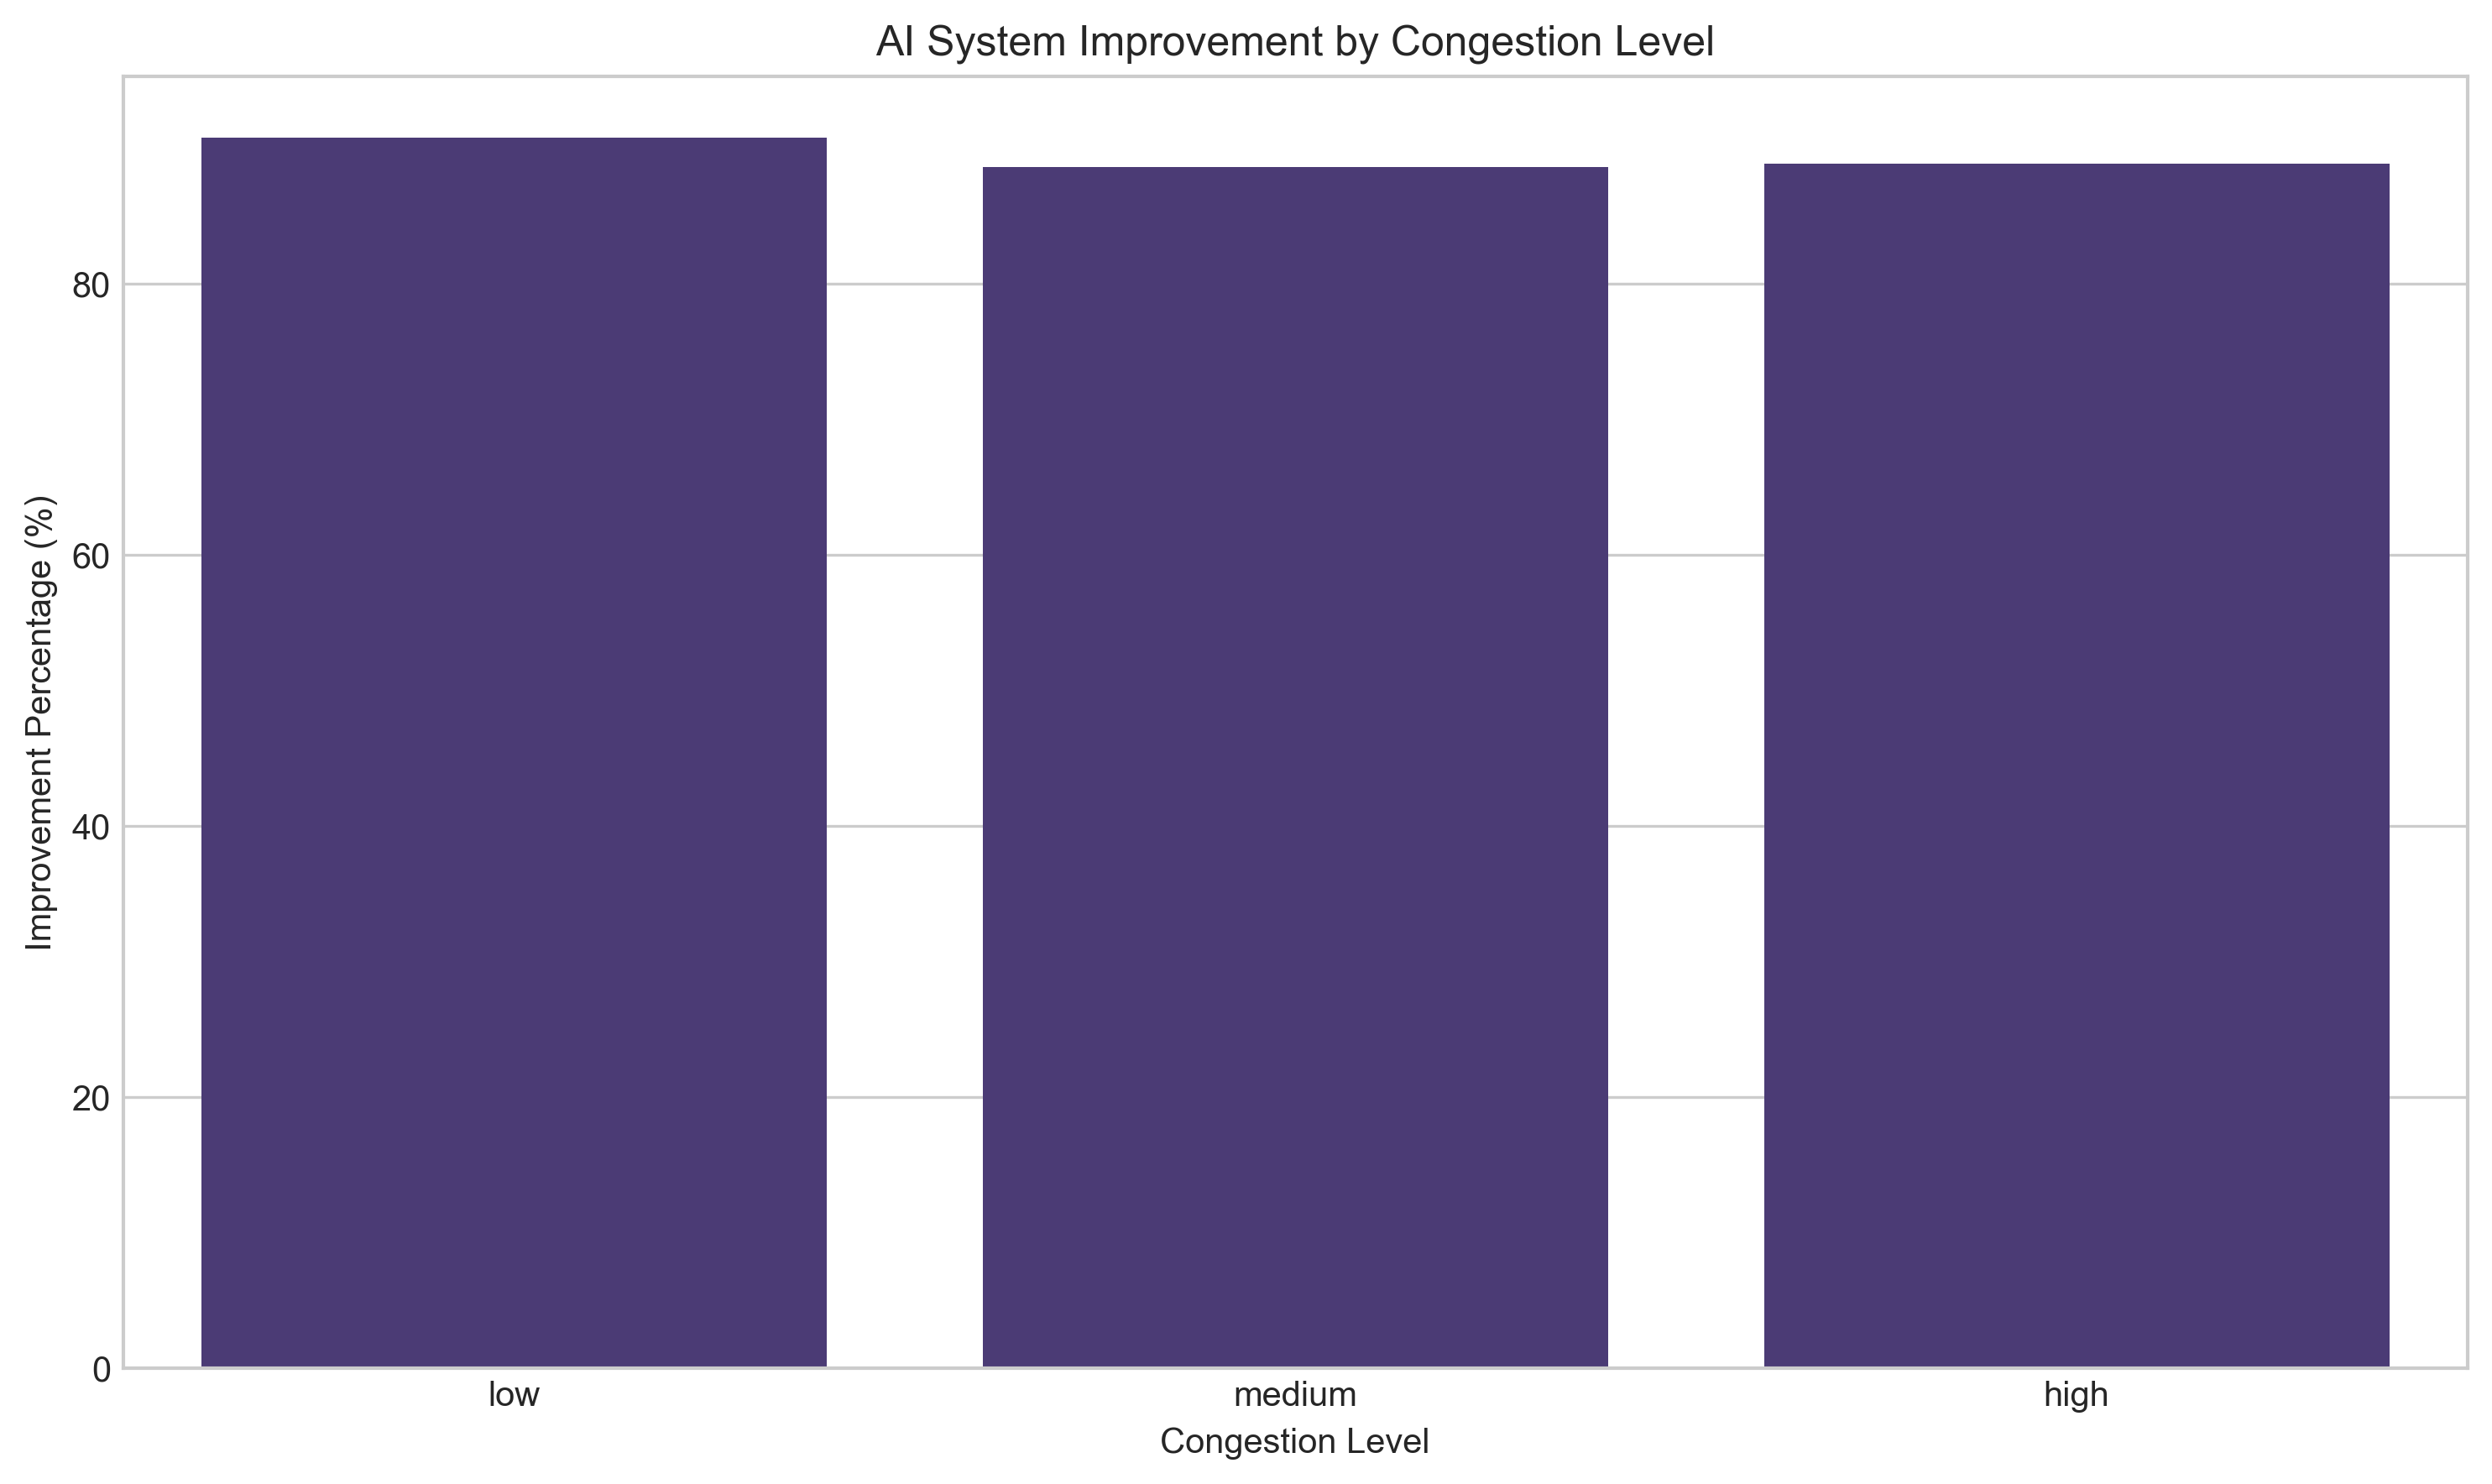 AI System Improvement by Congestion Level
Improvement Percentage (%)
80
60
40
20
0
low
medium
high
Congestion Level